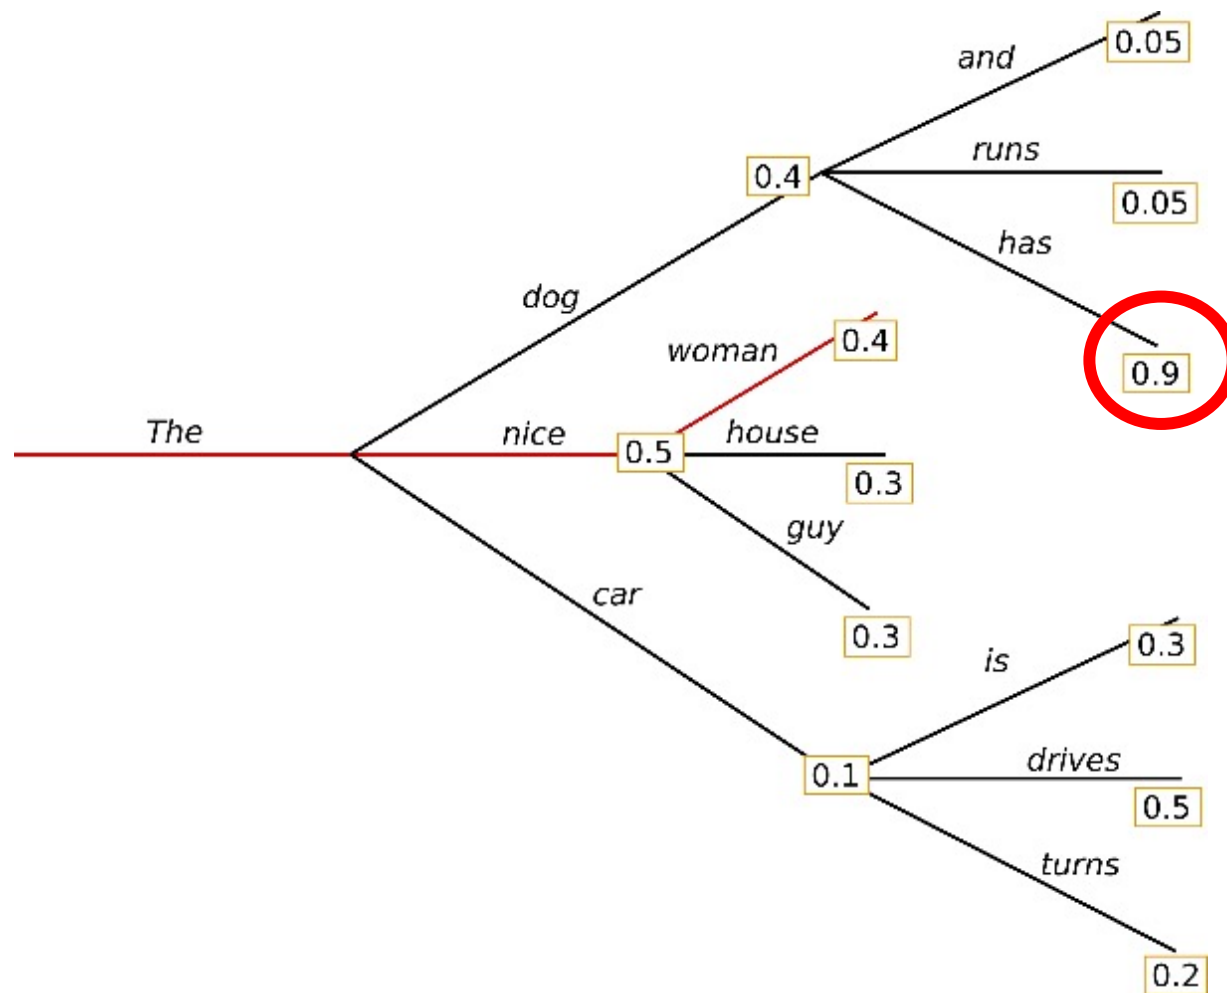 and
0.05
runs
0.4
0.05
has
dog
woman
0.4
0.9
The
nice
0.5
house
0.3
guy
car
0.3
is
0.3
drives
0.1
0.5
turns
0.2